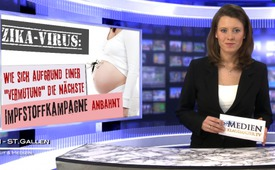 ZIKA-VIRUS:
WIE SICH AUFGRUND EINER
"VERMUTUNG" DIE NÄCHSTE
IMPFSTOFFKAMPAGNE ANBAHNT
- ST. GALLEN
MEDIEN